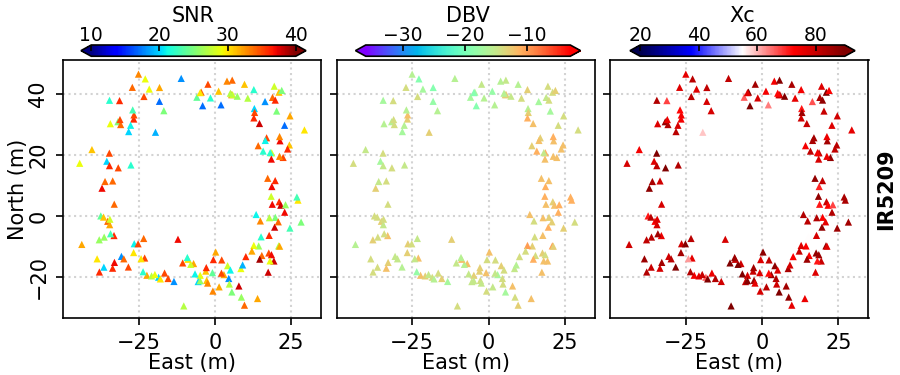 SNR DBV Xc
10 20 30 40 −30 −20 −10 20 40 60 80
North (m)
40
20
0
−20
−25 0 25 −25 0 25 −25 0 25
East (m) East (m) East (m)
IR5209